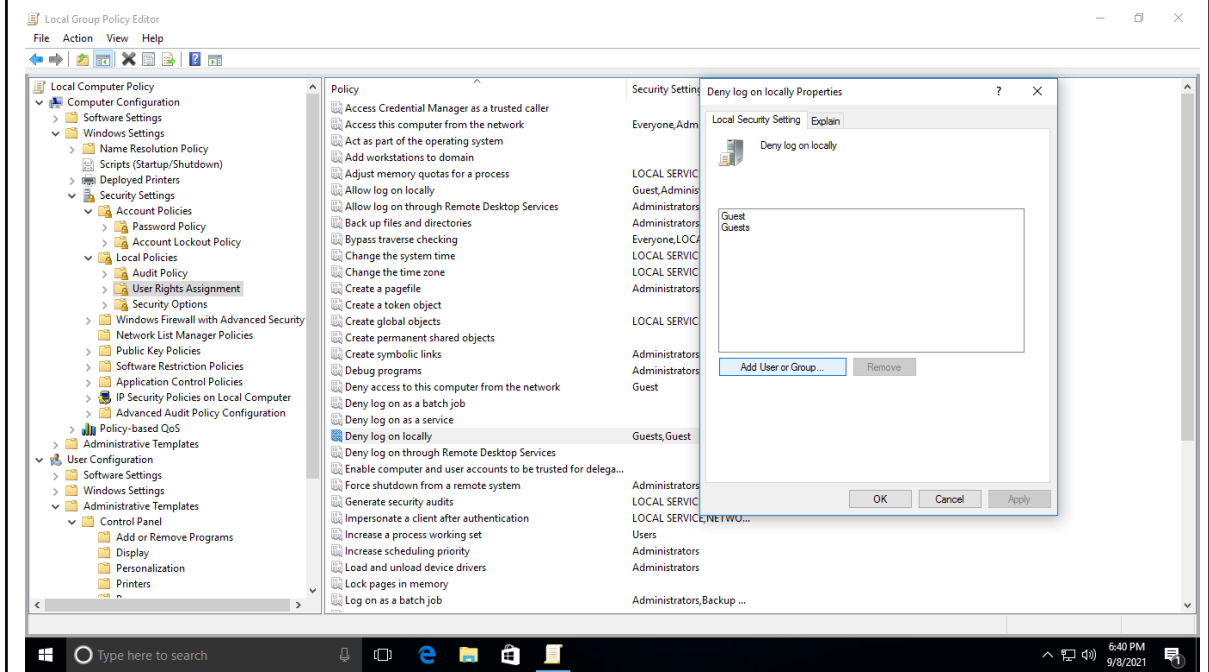 Local Group Policy Editor
File Action View Help
Local Computer Policy
Computer Configuration
Software Settings
Windows Settings
Name Resolution Policy
Scripts (Startup/Shutdown)
Deployed Printers
Security Settings
Account Policies
Password Policy
Account Lockout Policy
Local Policies
Audit Policy
User Rights Assignment
Security Options
Windows Firewall with Advanced Security
Network List Manager Policies
Public Key Policies
Software Restriction Policies
Application Control Policies
IP Security Policies on Local Computer
Advanced Audit Policy Configuration
Policy-based QoS
Administrative Templates
User Configuration
Software Settings
Windows Settings
Administrative Templates
Control Panel
Add or Remove Programs
Display
Personalization
Printers
Policy Security Setting
Access Credential Manager as a trusted caller
Access this computer from the network Everyone,Adm
Act as part of the operating system
Add workstations to domain
Adjust memory quotas for a process LOCAL SERVIC
Allow log on locally Guest,Adminis
Allow log on through Remote Desktop Services Administrators
Back up files and directories Administrators
Bypass traverse checking Everyone,LOCA
Change the system time LOCAL SERVIC
Change the time zone LOCAL SERVIC
Create a pagefile Administrators
Create a token object
Create global objects LOCAL SERVIC
Create permanent shared objects
Create symbolic links Administrators
Debug programs Administrators
Deny access to this computer from the network Guest
Deny log on as a batch job
Deny log on as a service
Deny log on locally Guests,Guest
Deny log on through Remote Desktop Services
Enable computer and user accounts to be trusted for delega...
Force shutdown from a remote system Administrators
Generate security audits LOCAL SERVIC
Impersonate a client after authentication LOCAL SERVICE,NETWO...
Increase a process working set Users
Increase scheduling priority Administrators
Load and unload device drivers Administrators
Lock pages in memory
Log on as a batch job Administrators,Backup ...
Deny log on locally Properties ?
Local Security Setting Explain
Deny log on locally
Guest
Guests
Add User or Group... Remove
OK Cancel Apply
Type here to search
6:40 PM
9/8/2021
1